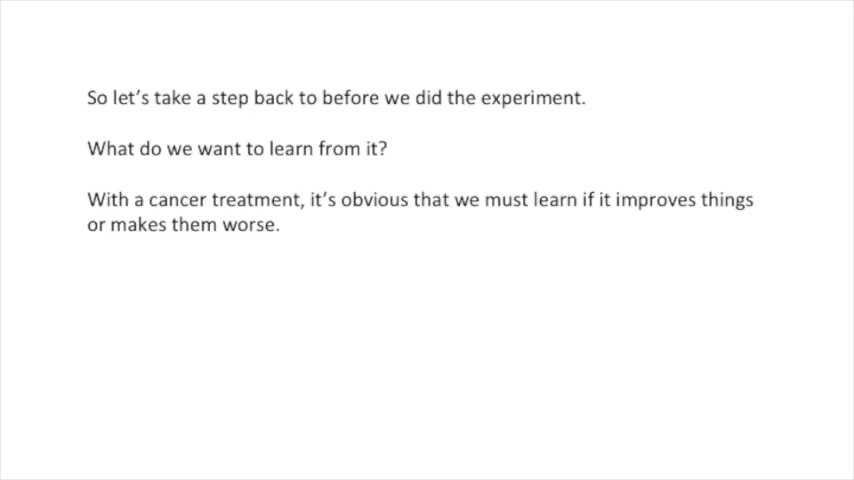 So let’s take a step back to before we did the experiment.
What do we want to learn from it?
With a cancer treatment, it’s obvious that we must learn if it improves things
or makes them worse.